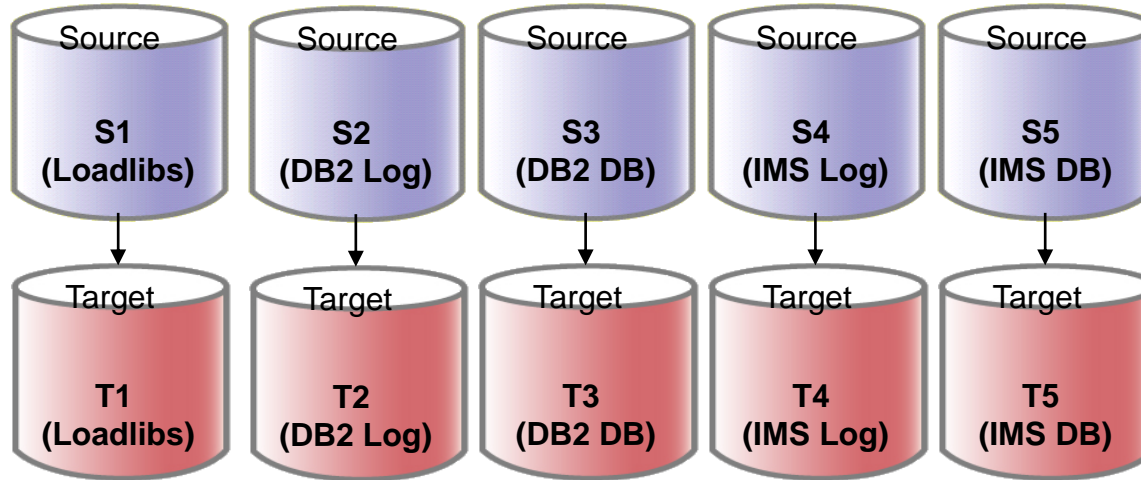 Source
S1
(Loadlibs)
Source
S2
(DB2 Log)
Source
S3
(DB2 DB)
Source
S4
(IMS Log)
Source
S5
(IMS DB)
Target
T1
(Loadlibs)
Target
T2
(DB2 Log)
Target
T3
(DB2 DB)
Target
T4
(IMS Log)
Target
T5
(IMS DB)